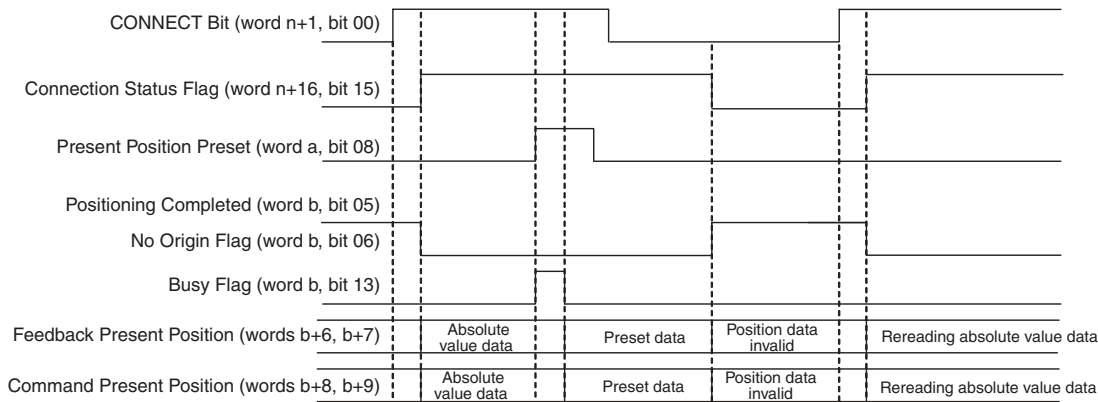 CONNECT Bit (word n+1, bit 00)
Connection Status Flag (word n+16, bit 15)
Present Position Preset (word a, bit 08)
Positioning Completed (word b, bit 05)
No Origin Flag (word b, bit 06)
Busy Flag (word b, bit 13)
Feedback Present Position (words b+6, b+7)
Absolute
value data
Preset data
Position data
invalid
Rereading absolute value data
Command Present Position (words b+8, b+9)
Absolute
value data
Preset data
Position data
invalid
Rereading absolute value data